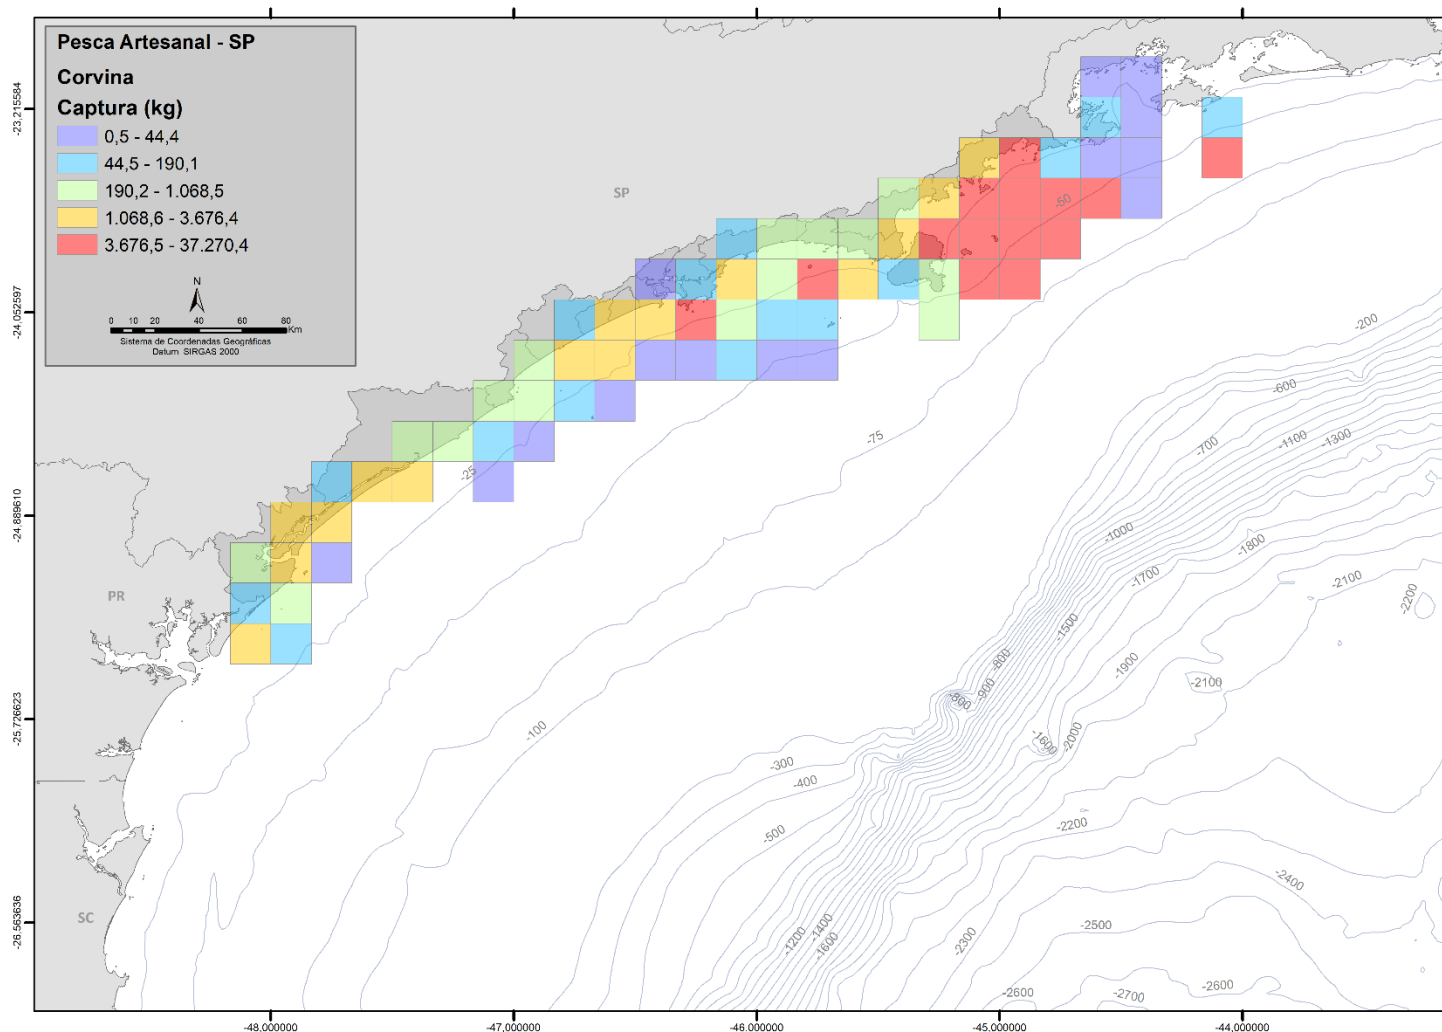 Pesca Artesanal - SP
Corvina
Captura (kg)
0,5 - 44,4
44,5 - 190,1
190,2 - 1.068,5
1.068,6 - 3.676,4
3.676,5 - 37.270,4
N
0 10 20 40 60 80
Km
Sistema de Coordenadas Geográficas
Datum SIRGAS 2000
SP
PR
SC
-23,215584
-24,052597
-24,889610
-25,726623
-26,563636
-50
-200
-600
-75
-700
-1100
-1300
-25
-1000
-1800
-1700
-2100
-2200
-1500
-1900
-800
-900
-2100
-800
-100
-1600
-2000
-300
-400
-500
-2200
-2400
-1200
-1400
-1600
-2300
-2500
-2600
-2700
-2600
-48,000000
-47,000000
-46,000000
-45,000000
-44,000000